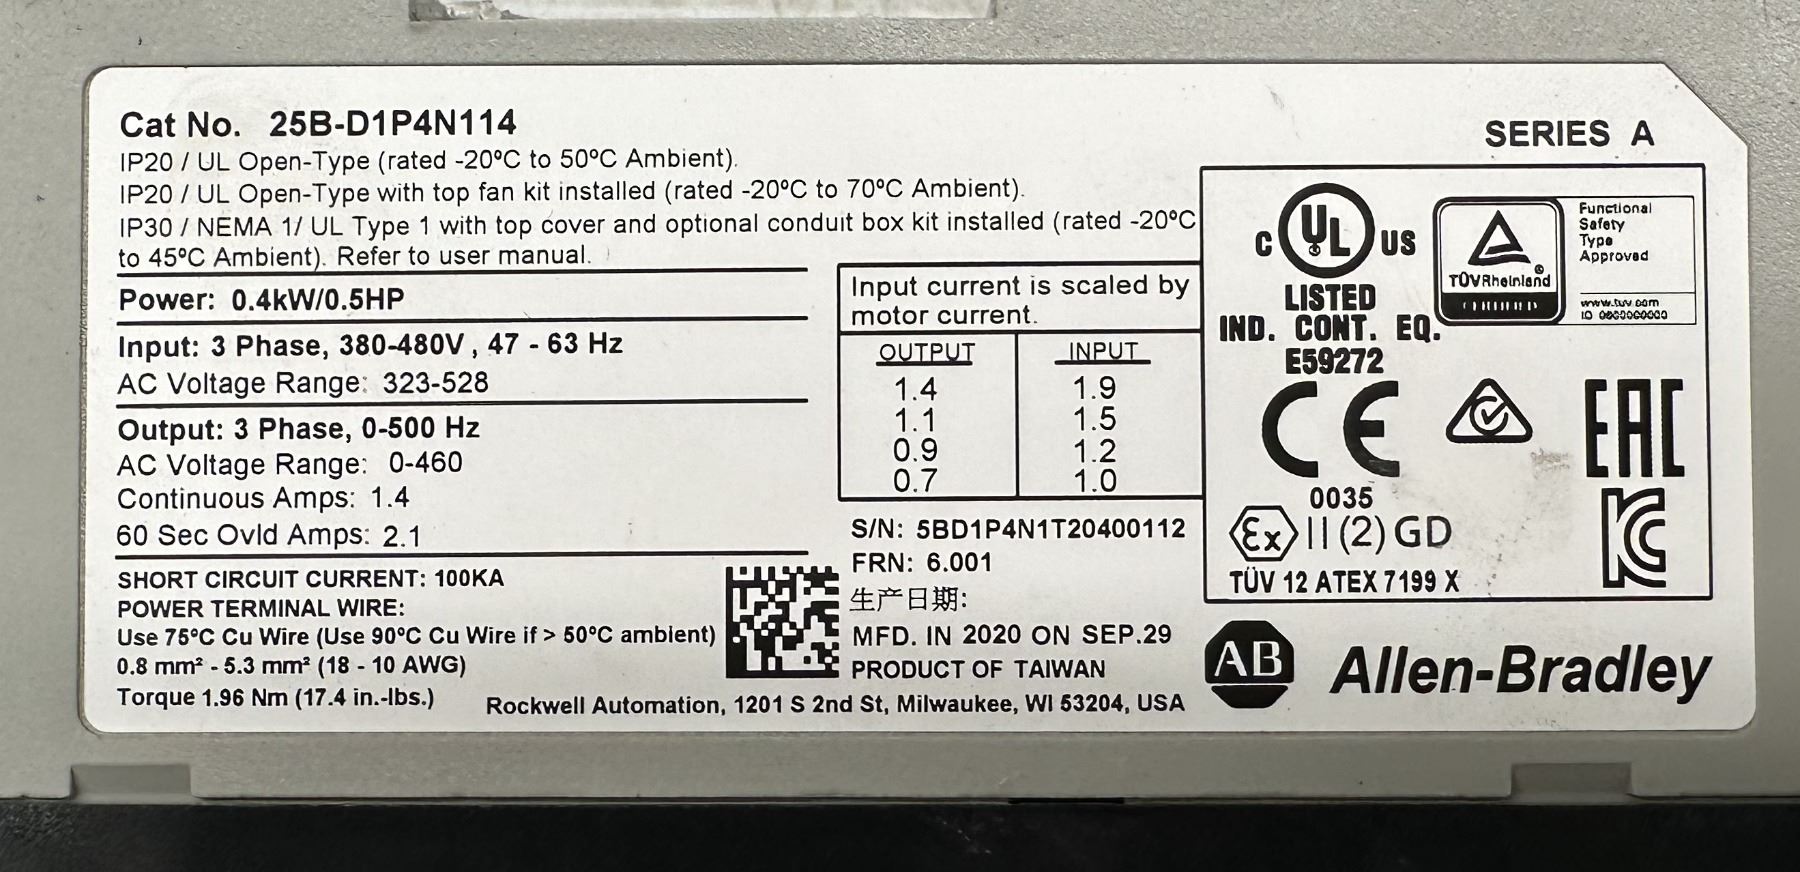 Cat No. 25B-D1P4N114
SERIES A
IP20 / UL Open-Type (rated -20°C to 50°C Ambient).
IP20 / UL Open-Type with top fan kit installed (rated -20°C to 70°C Ambient).
IP30 / NEMA 1/ UL Type 1 with top cover and optional conduit box kit installed (rated -20°C
to 45°C Ambient). Refer to user manual.
Power: 0.4kW/0.5HP
Input: 3 Phase, 380-480V , 47 - 63 Hz
AC Voltage Range: 323-528
Output: 3 Phase, 0-500 Hz
AC Voltage Range: 0-460
Continuous Amps: 1.4
60 Sec Ovld Amps: 2.1
SHORT CIRCUIT CURRENT: 100KA
POWER TERMINAL WIRE:
Use 75°C Cu Wire (Use 90°C Cu Wire if > 50°C ambient)
0.8 mm² - 5.3 mm² (18 - 10 AWG)
Torque 1.96 Nm (17.4 in.-lbs.)
Input current is scaled by
motor current.
OUTPUT INPUT
1.4 1.9
1.1 1.5
0.9 1.2
0.7 1.0
S/N: 5BD1P4N1T20400112
FRN: 6.001
生产日期:
MFD. IN 2020 ON SEP.29
PRODUCT OF TAIWAN
Rockwell Automation, 1201 S 2nd St, Milwaukee, WI 53204, USA
C UL US
LISTED
IND. CONT. EQ.
E59272
TÜVRheinland®
Functional
Safety
Type
Approved
www.tuv.com
ID
CE
EAC
0035
Ex II (2) GD
TÜV 12 ATEX 7199 X
KC
AB Allen-Bradley